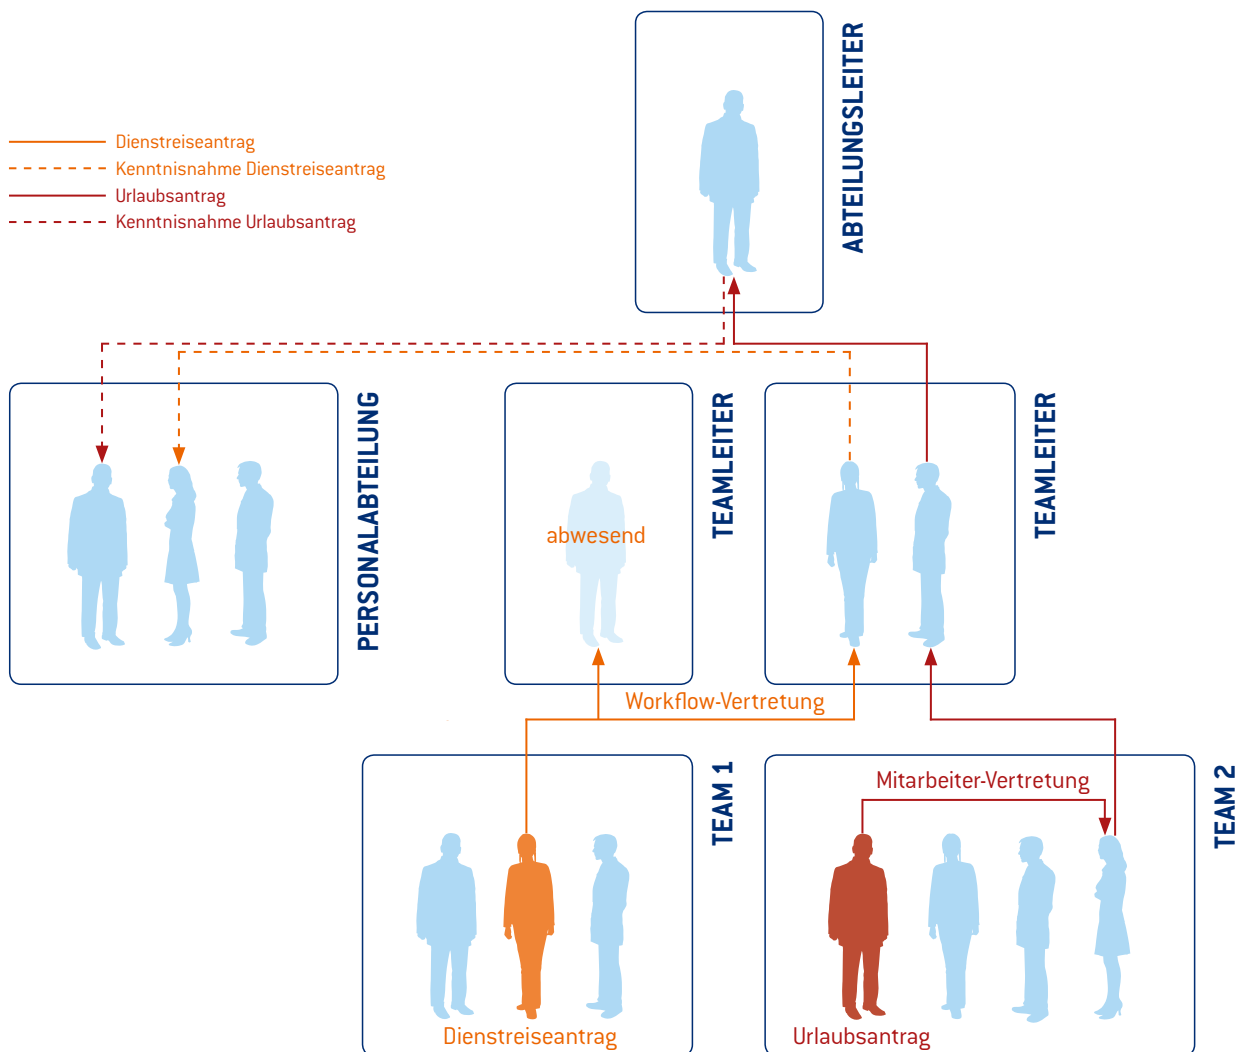 ABTEILUNGSLEITER
Dienstreiseantrag
Kenntnisnahme Dienstreiseantrag
Urlaubsantrag
Kenntnisnahme Urlaubsantrag
PERSONALABTEILUNG
TEAMLEITER
TEAMLEITER
abwesend
Workflow-Vertretung
TEAM 1
TEAM 2
Mitarbeiter-Vertretung
Dienstreiseantrag
Urlaubsantrag